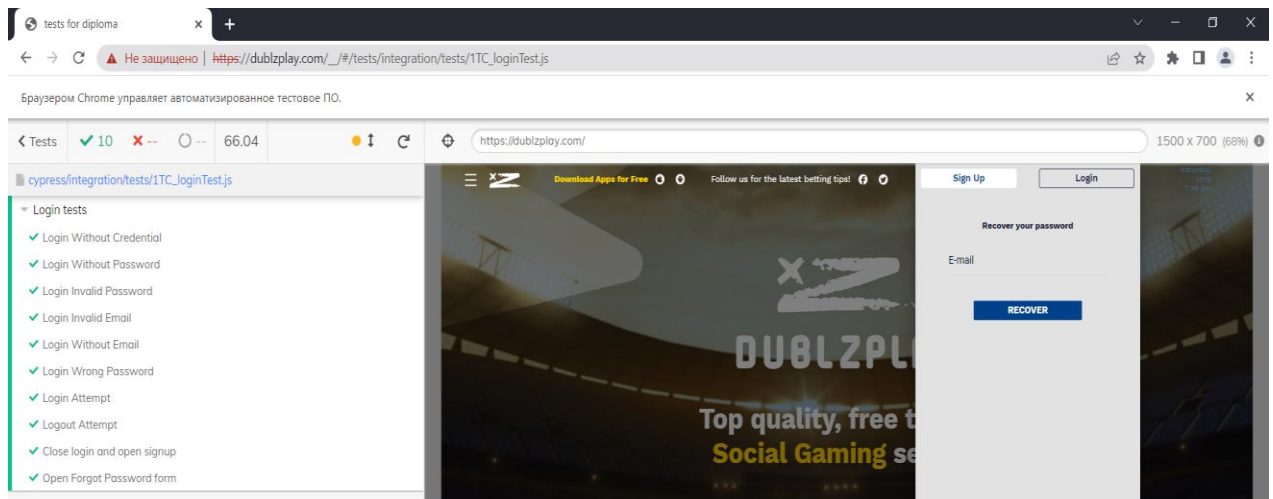 tests for diploma
Не защищено | https://dublzplay.com/__/#/tests/integration/tests/1TC_loginTest.js
Браузером Chrome управляет автоматизированное тестовое ПО.
Tests 10 -- -- 66.04
https://dublzplay.com/ 1500 x 700 (68%)
cypress/integration/tests/1TC_loginTest.js
Login tests
Login Without Credential
Login Without Password
Login Invalid Password
Login Invalid Email
Login Without Email
Login Wrong Password
Login Attempt
Logout Attempt
Close login and open signup
Open Forgot Password form
xZ Download Apps for Free Follow us for the latest betting tips!
Sign Up Login
Saturday
Recover your password
E-mail
RECOVER
xZ
DUBLZPL
Top quality, free t
Social Gaming se